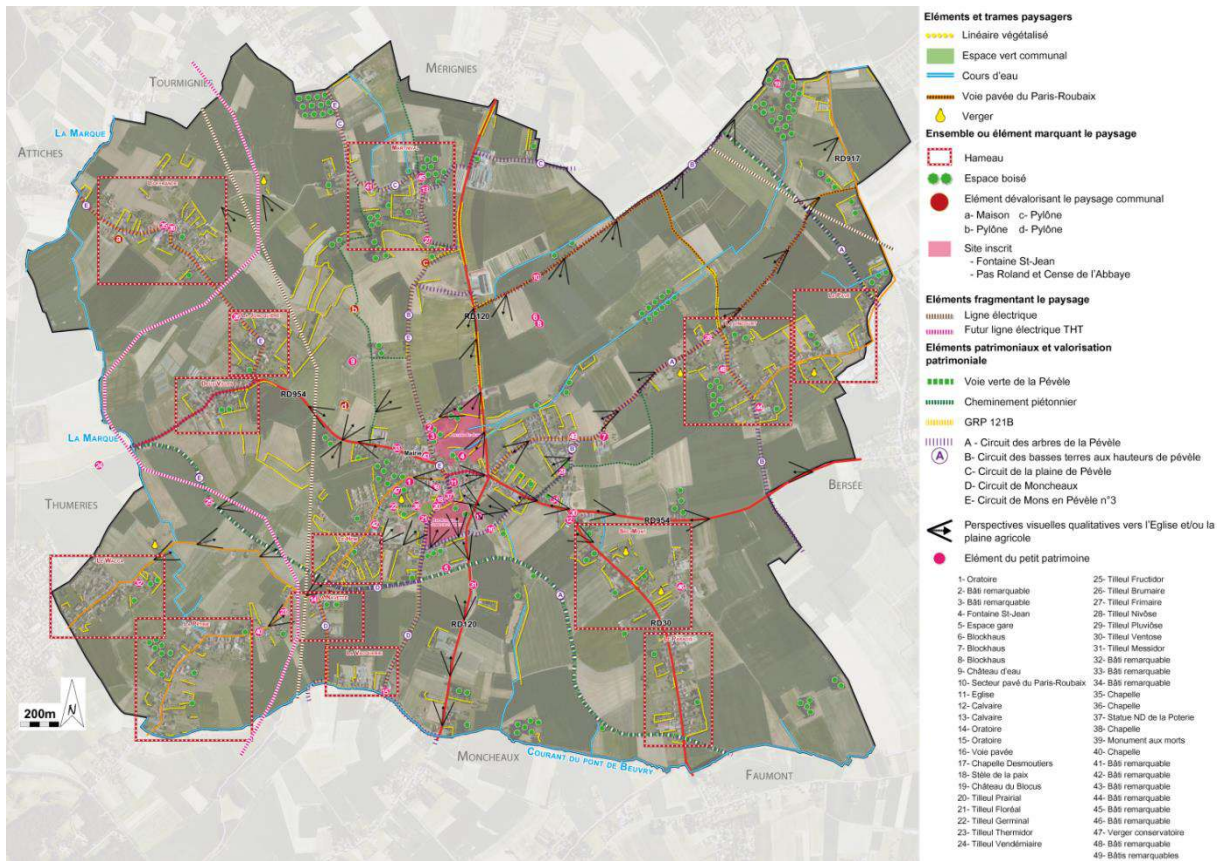 TOURMIGNIES
MÉRIGNIES
LA MARQUE
ATTICHES
RD917
RD120
RD954
LA MARQUE
Mairie
THUMERIES
BERSÉE
RD954
RD120
RD30
200m
N
MONCHEAUX
COURANT DU PONT DE BEUVRY
FAUMONT
Eléments et trames paysagers
Linéaire végétalisé
Espace vert communal
Cours d'eau
Voie pavée du Paris-Roubaix
Verger
Ensemble ou élément marquant le paysage
Hameau
Espace boisé
Elément dévalorisant le paysage communal
a- Maison c- Pylône
b- Pylône d- Pylône
Site inscrit
- Fontaine St-Jean
- Pas Roland et Cense de l'Abbaye
Eléments fragmentant le paysage
Ligne électrique
Futur ligne électrique THT
Eléments patrimoniaux et valorisation
patrimoniale
Voie verte de la Pévèle
Cheminement piétonnier
GRP 121B
A - Circuit des arbres de la Pévèle
B- Circuit des basses terres aux hauteurs de pévèle
C- Circuit de la plaine de Pévèle
D- Circuit de Moncheaux
E- Circuit de Mons en Pévèle n°3
Perspectives visuelles qualitatives vers l'Eglise et/ou la
plaine agricole
Elément du petit patrimoine
1- Oratoire
2- Bâti remarquable
3- Bâti remarquable
4- Fontaine St-Jean
5- Espace gare
6- Blockhaus
7- Blockhaus
8- Blockhaus
9- Château d'eau
10- Secteur pavé du Paris-Roubaix
11- Eglise
12- Calvaire
13- Calvaire
14- Oratoire
15- Oratoire
16- Voie pavée
17- Chapelle Desmoutiers
18- Stèle de la paix
19- Château du Blocus
20- Tilleul Prairial
21- Tilleul Floréal
22- Tilleul Germinal
23- Tilleul Thermidor
24- Tilleul Vendémiaire
25- Tilleul Fructidor
26- Tilleul Brumaire
27- Tilleul Frimaire
28- Tilleul Nivôse
29- Tilleul Pluviôse
30- Tilleul Ventose
31- Tilleul Messidor
32- Bâti remarquable
33- Bâti remarquable
34- Bâti remarquable
35- Chapelle
36- Chapelle
37- Statue ND de la Poterie
38- Chapelle
39- Monument aux morts
40- Chapelle
41- Bâti remarquable
42- Bâti remarquable
43- Bâti remarquable
44- Bâti remarquable
45- Bâti remarquable
46- Bâti remarquable
47- Verger conservatoire
48- Bâti remarquable
49- Bâtis remarquables